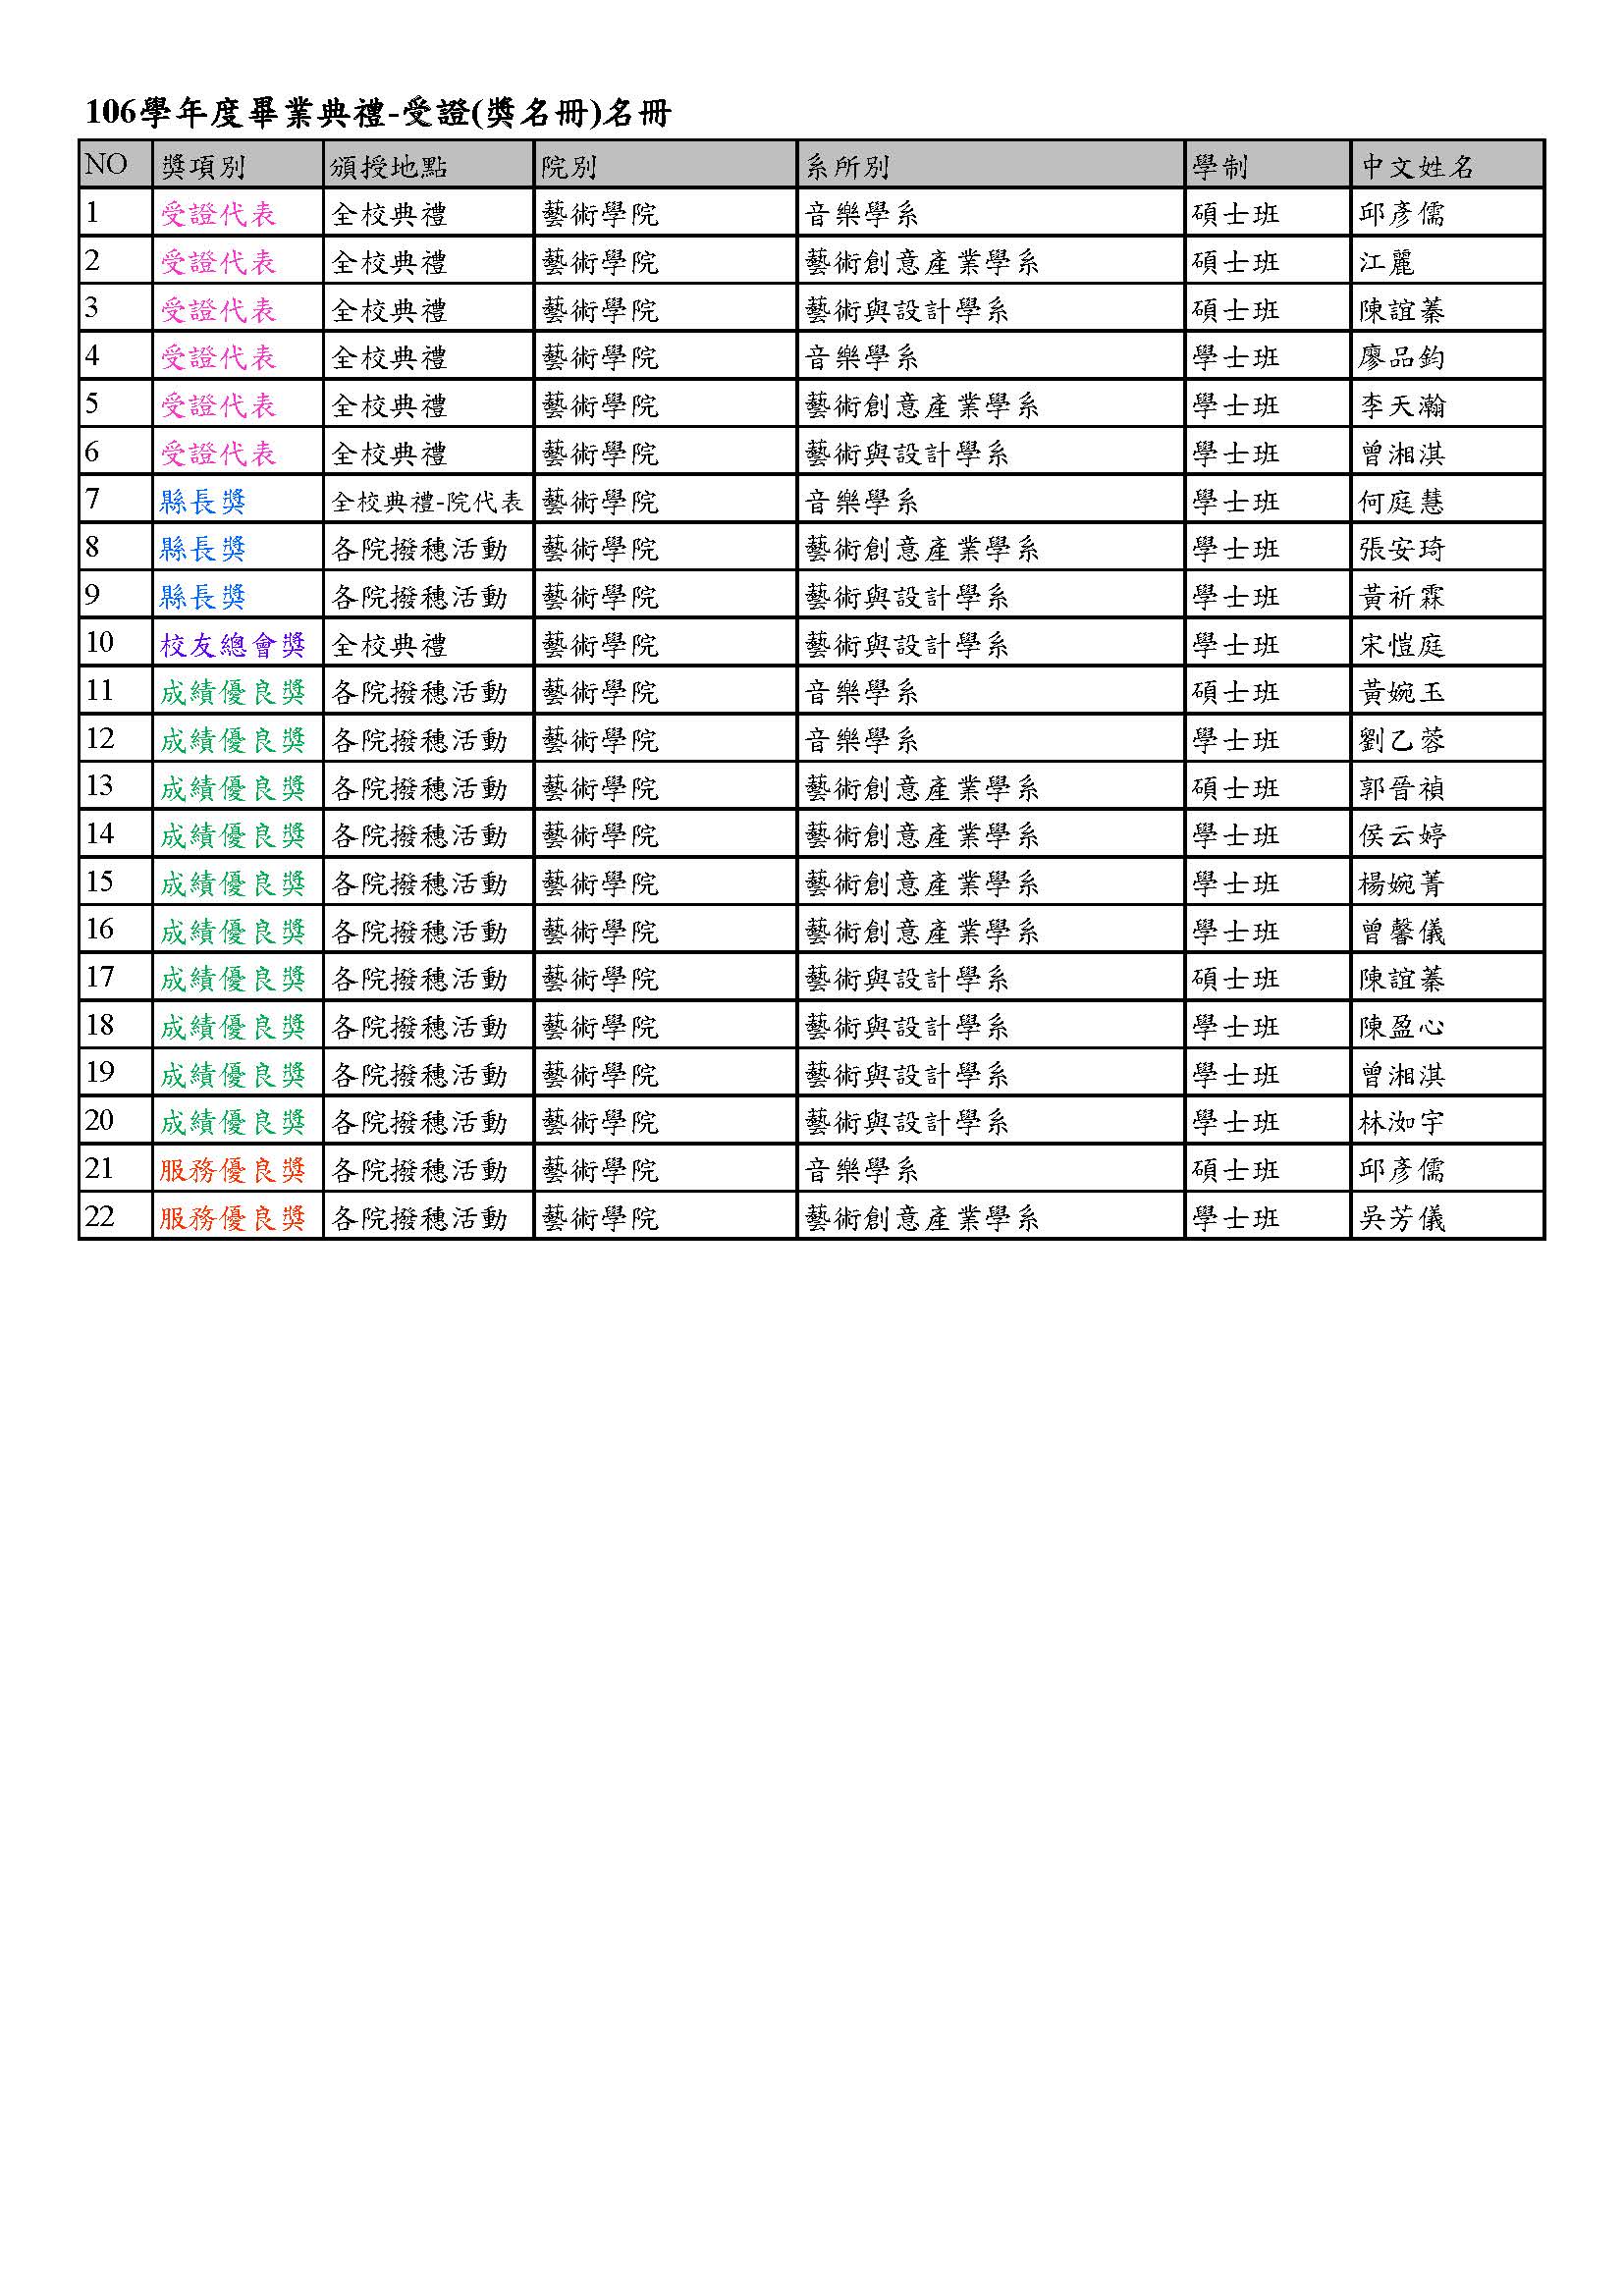 106學年度畢業典禮-受證(獎名冊)名冊
NO 獎項別 頒授地點 院別 系所別 學制 中文姓名
1 受證代表 全校典禮 藝術學院 音樂學系 碩士班 邱彥儒
2 受證代表 全校典禮 藝術學院 藝術創意產業學系 碩士班 江麗
3 受證代表 全校典禮 藝術學院 藝術與設計學系 碩士班 陳誼蓁
4 受證代表 全校典禮 藝術學院 音樂學系 學士班 廖品鈞
5 受證代表 全校典禮 藝術學院 藝術創意產業學系 學士班 李天瀚
6 受證代表 全校典禮 藝術學院 藝術與設計學系 學士班 曾湘淇
7 縣長獎 全校典禮-院代表 藝術學院 音樂學系 學士班 何庭慧
8 縣長獎 各院撥穗活動 藝術學院 藝術創意產業學系 學士班 張安琦
9 縣長獎 各院撥穗活動 藝術學院 藝術與設計學系 學士班 黃祈霖
10 校友總會獎 全校典禮 藝術學院 藝術與設計學系 學士班 宋愷庭
11 成績優良獎 各院撥穗活動 藝術學院 音樂學系 碩士班 黃婉玉
12 成績優良獎 各院撥穗活動 藝術學院 音樂學系 學士班 劉乙蓉
13 成績優良獎 各院撥穗活動 藝術學院 藝術創意產業學系 碩士班 郭晉禎
14 成績優良獎 各院撥穗活動 藝術學院 藝術創意產業學系 學士班 侯云婷
15 成績優良獎 各院撥穗活動 藝術學院 藝術創意產業學系 學士班 楊婉菁
16 成績優良獎 各院撥穗活動 藝術學院 藝術創意產業學系 學士班 曾馨儀
17 成績優良獎 各院撥穗活動 藝術學院 藝術與設計學系 碩士班 陳誼蓁
18 成績優良獎 各院撥穗活動 藝術學院 藝術與設計學系 學士班 陳盈心
19 成績優良獎 各院撥穗活動 藝術學院 藝術與設計學系 學士班 曾湘淇
20 成績優良獎 各院撥穗活動 藝術學院 藝術與設計學系 學士班 林洳宇
21 服務優良獎 各院撥穗活動 藝術學院 音樂學系 碩士班 邱彥儒
22 服務優良獎 各院撥穗活動 藝術學院 藝術創意產業學系 學士班 吳芳儀